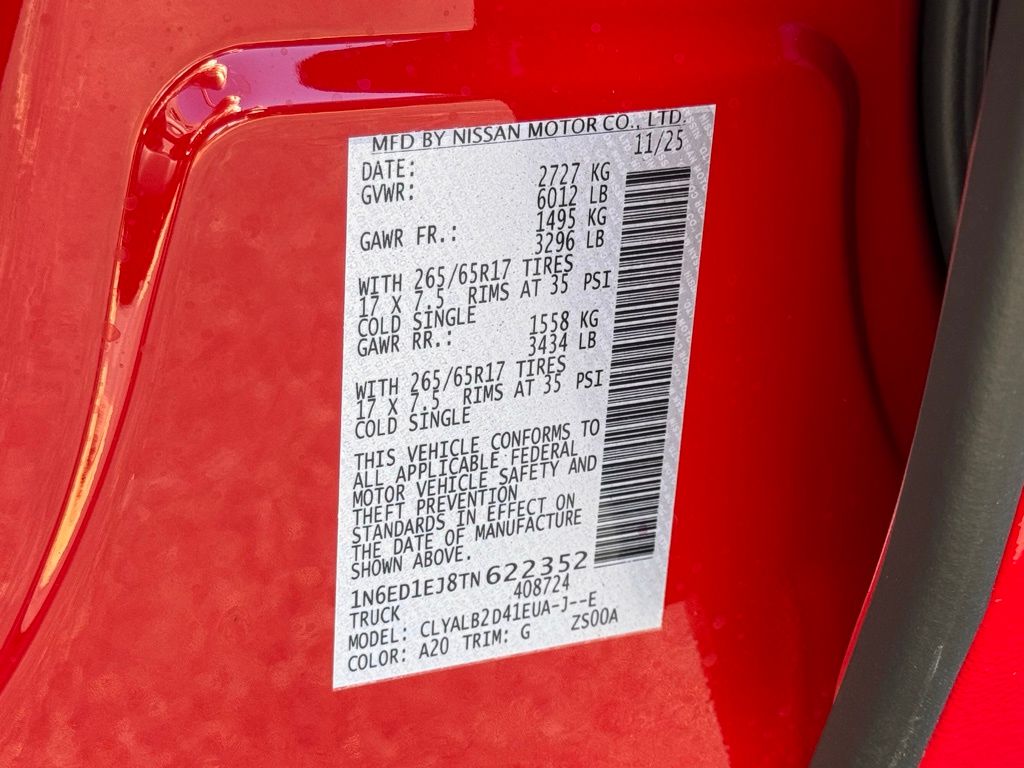 MFD BY NISSAN MOTOR CO., LTD.
DATE: 11/25
GVWR: 2727 KG
6012 LB
GAWR FR.: 1495 KG
3296 LB
WITH 265/65R17 TIRES
17 X 7.5 RIMS AT 35 PSI
COLD SINGLE
GAWR RR.: 1558 KG
3434 LB
WITH 265/65R17 TIRES
17 X 7.5 RIMS AT 35 PSI
COLD SINGLE
THIS VEHICLE CONFORMS TO
ALL APPLICABLE FEDERAL
MOTOR VEHICLE SAFETY AND
THEFT PREVENTION
STANDARDS IN EFFECT ON
THE DATE OF MANUFACTURE
SHOWN ABOVE.
1N6ED1EJ8TN622352
TRUCK 408724
MODEL: CLYALB2D41EUA-J--E
COLOR: A20 TRIM: G ZS00A